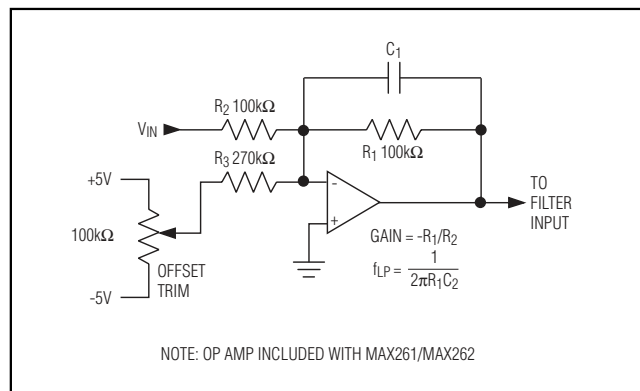 C1
R2 100kΩ
VIN
R1 100kΩ
R3 270kΩ
+5V
-
+
TO
FILTER
INPUT
100kΩ
OFFSET
TRIM
-5V
GAIN = -R1/R2
fLP = 1
2πR1C2
NOTE: OP AMP INCLUDED WITH MAX261/MAX262